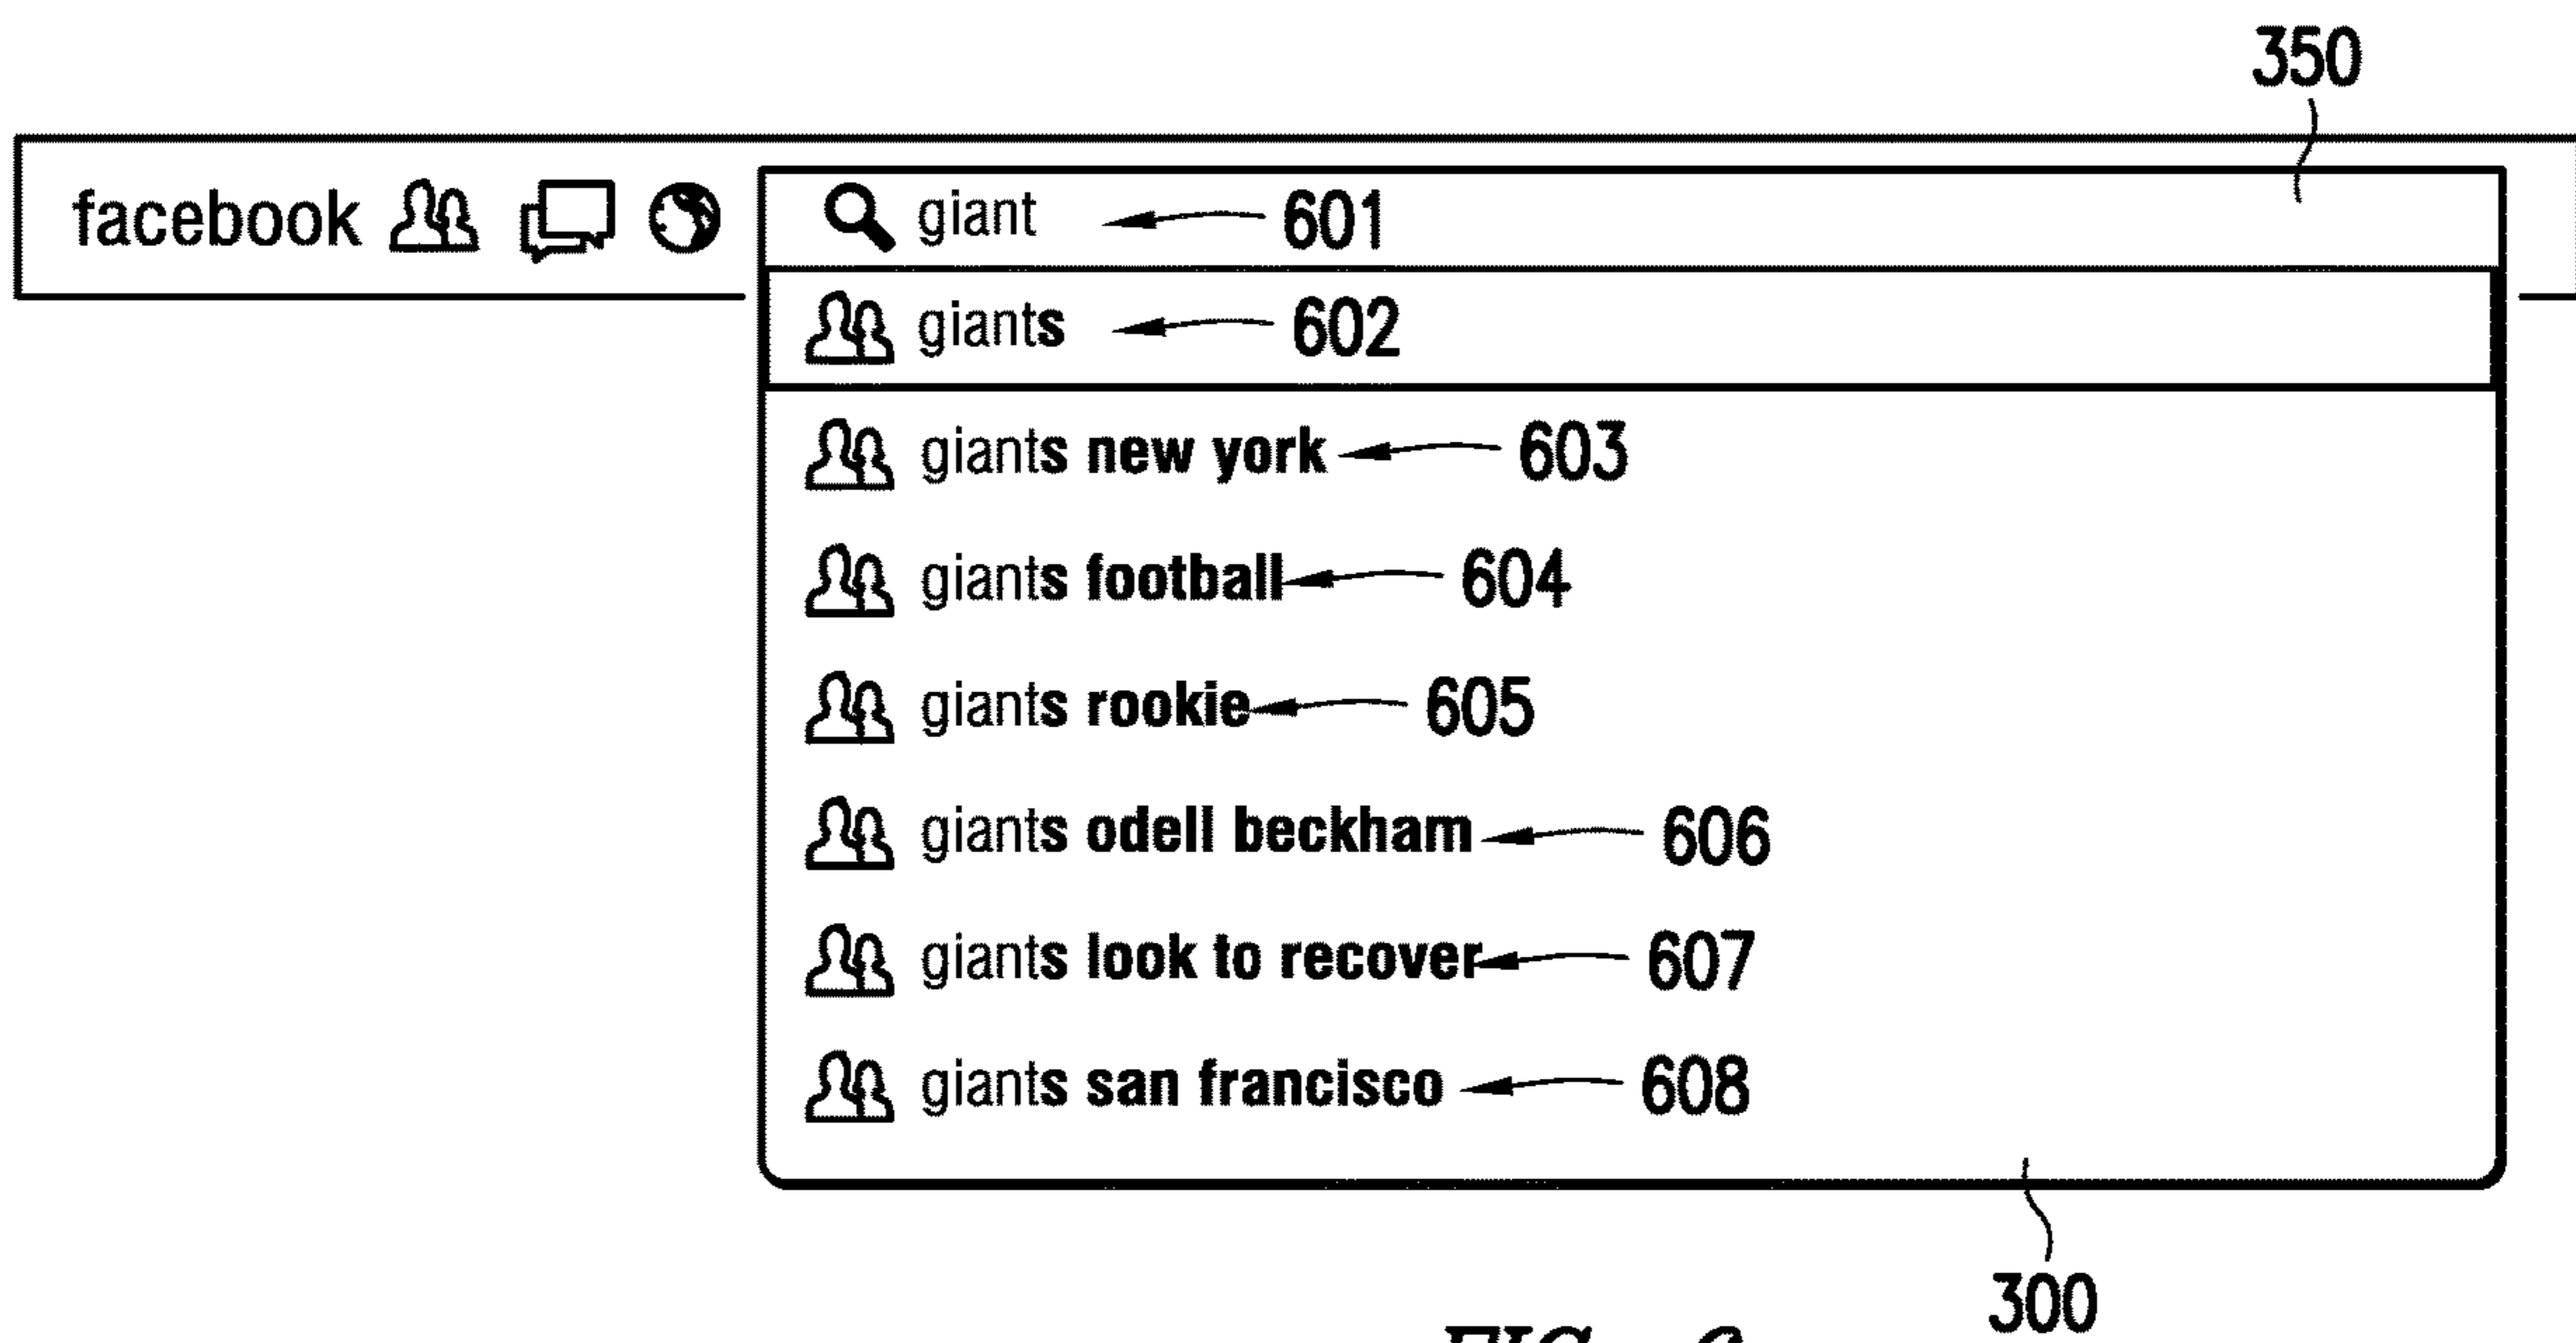 350
facebook giant 601
giants 602
giants new york 603
giants football 604
giants rookie 605
giants odell beckham 606
giants look to recover 607
giants san francisco 608
300